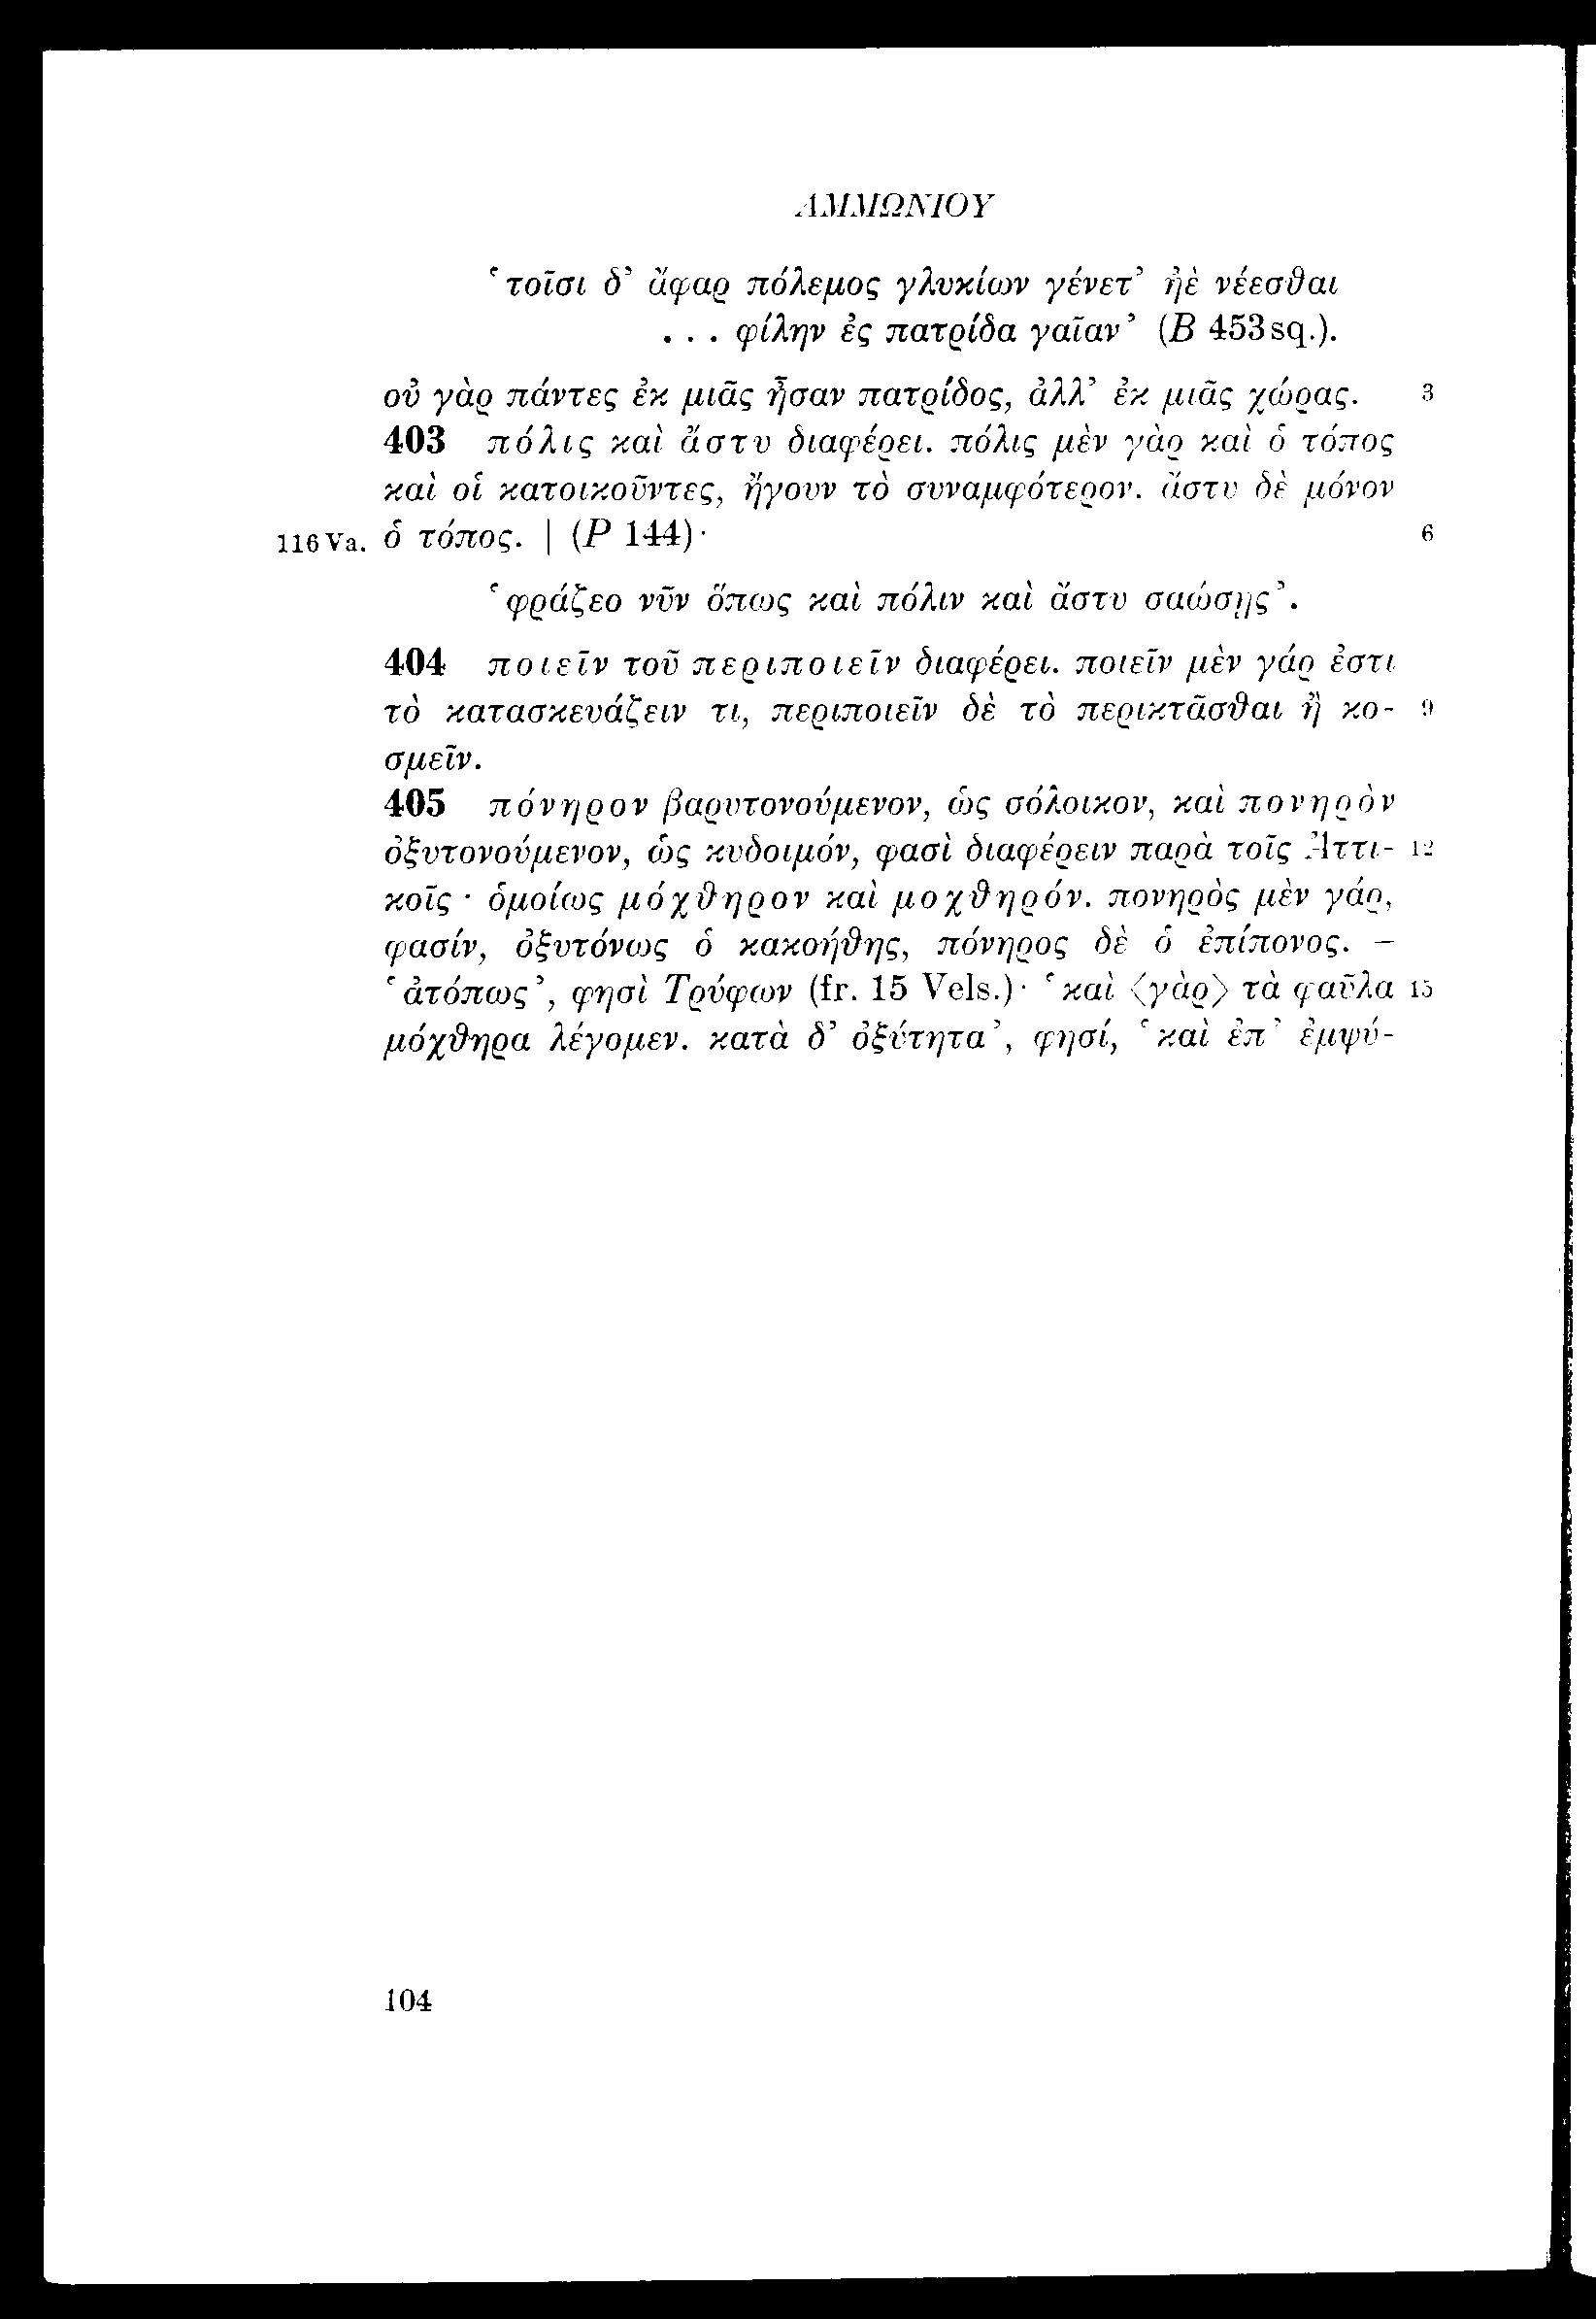 ΑΜΜΩΝΙΟΥ
‘τοῖσι δ’ ἄφαρ πόλεμος γλυκίων γένετ’ ἠὲ νέεσθαι
. . . φίλην ἐς πατρίδα γαῖαν’ (B 453sq.).
οὐ γὰρ πάντες ἐκ μιᾶς ἦσαν πατρίδος, ἀλλ’ ἐκ μιᾶς χώρας. 3
403 πόλις καὶ ἄστυ διαφέρει. πόλις μὲν γὰρ καὶ ὁ τόπος
καὶ οἱ κατοικοῦντες, ἤγουν τὸ συναμφότερον. ἄστυ δὲ μόνον
116 Va. ὁ τόπος. | (P 144)· 6
‘φράζεο νῦν ὅπως καὶ πόλιν καὶ ἄστυ σαώσῃς’.
404 ποιεῖν τοῦ περιποιεῖν διαφέρει. ποιεῖν μὲν γάρ ἐστι
τὸ κατασκευάζειν τι, περιποιεῖν δὲ τὸ περικτᾶσθαι ἢ κο- 9
σμεῖν.
405 πόνηρον βαρυτονούμενον, ὡς σόλοικον, καὶ πονηρὸν
ὀξυτονούμενον, ὡς κυδοιμόν, φασὶ διαφέρειν παρὰ τοῖς Ἀττι- 12
κοῖς· ὁμοίως μόχθηρον καὶ μοχθηρόν. πονηρὸς μὲν γάρ,
φασίν, ὀξυτόνως ὁ κακοήθης, πόνηρος δὲ ὁ ἐπίπονος. –
‘ἀτόπως’, φησὶ Τρύφων (fr. 15 Vels.)· ‘καὶ ⟨γὰρ⟩ τὰ φαῦλα 15
μόχθηρα λέγομεν. κατὰ δ’ ὀξύτητα’, φησί, ‘καὶ ἐπ’ ἐμψύ-
104